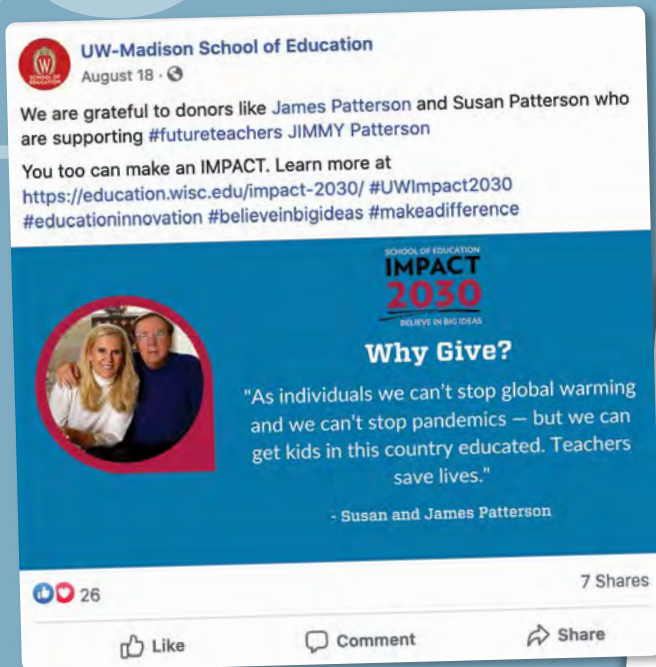 UW-Madison School of Education
August 18 ·
We are grateful to donors like James Patterson and Susan Patterson who
are supporting #futureteachers JIMMY Patterson
You too can make an IMPACT. Learn more at
https://education.wisc.edu/impact-2030/ #UWImpact2030
#educationinnovation #believeinbigideas #makeadifference
SCHOOL OF EDUCATION
IMPACT
2030
BELIEVE IN BIG IDEAS
Why Give?
"As individuals we can't stop global warming
and we can't stop pandemics — but we can
get kids in this country educated. Teachers
save lives."
- Susan and James Patterson
26
7 Shares
Like
Comment
Share